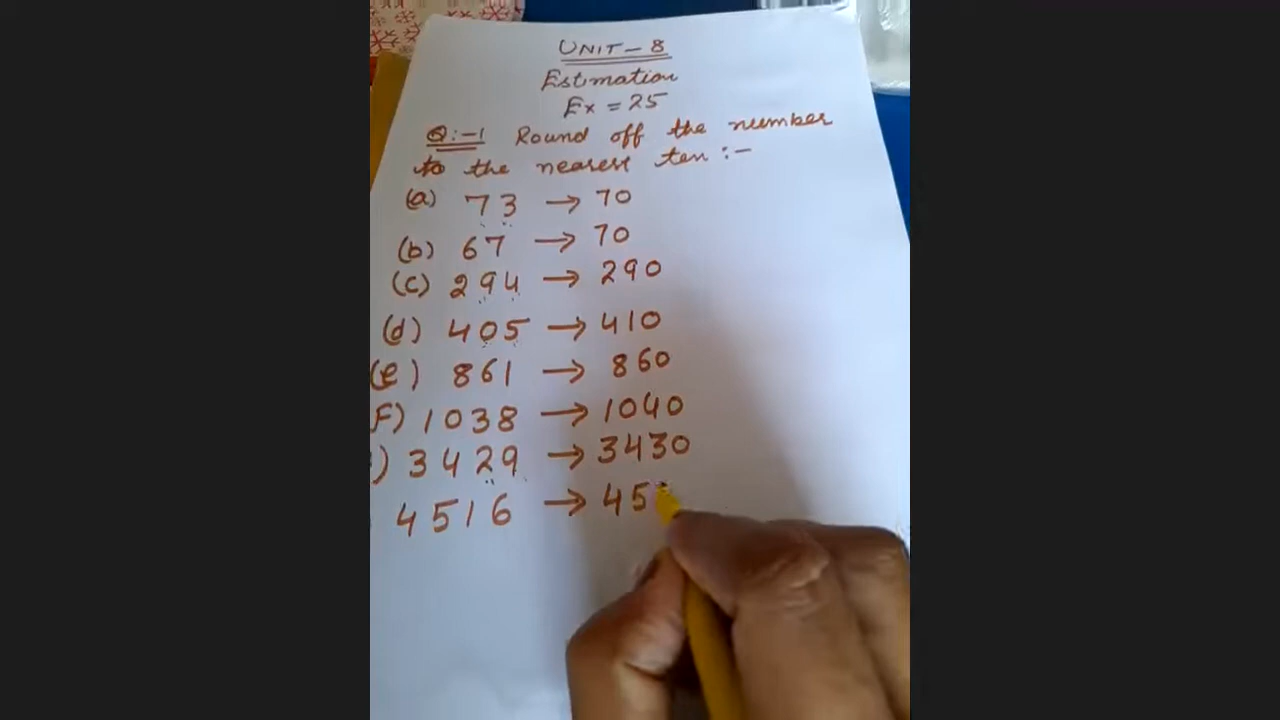 UNIT - 8
Estimation
Ex = 25
Q:-1 Round off the number
to the nearest ten :-
(a) 73 → 70
(b) 67 → 70
(c) 294 → 290
(d) 405 → 410
(e) 861 → 860
F) 1038 → 1040
) 3429 → 3430
4516 → 45